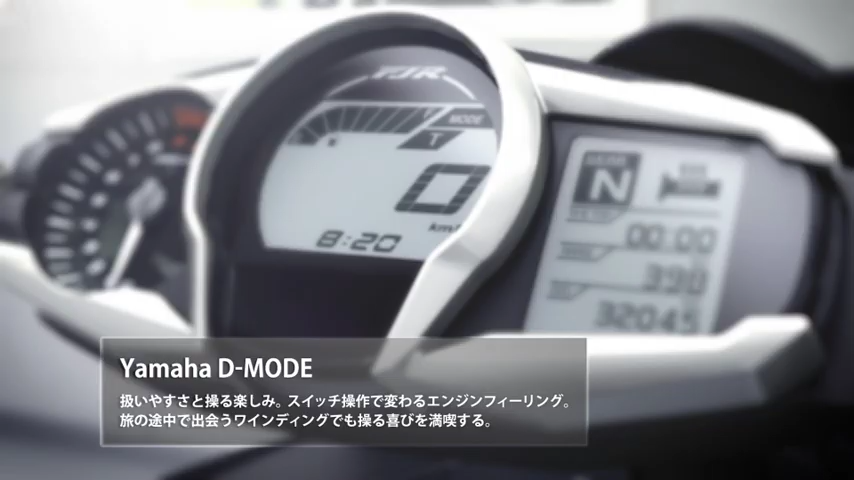 FJR
MODE
T
0
km/
8:20
N
00:00
390
32045
Yamaha D-MODE
扱いやすさと操る楽しみ。スイッチ操作で変わるエンジンフィーリング。
旅の途中で出会うワインディングでも操る喜びを満喫する。